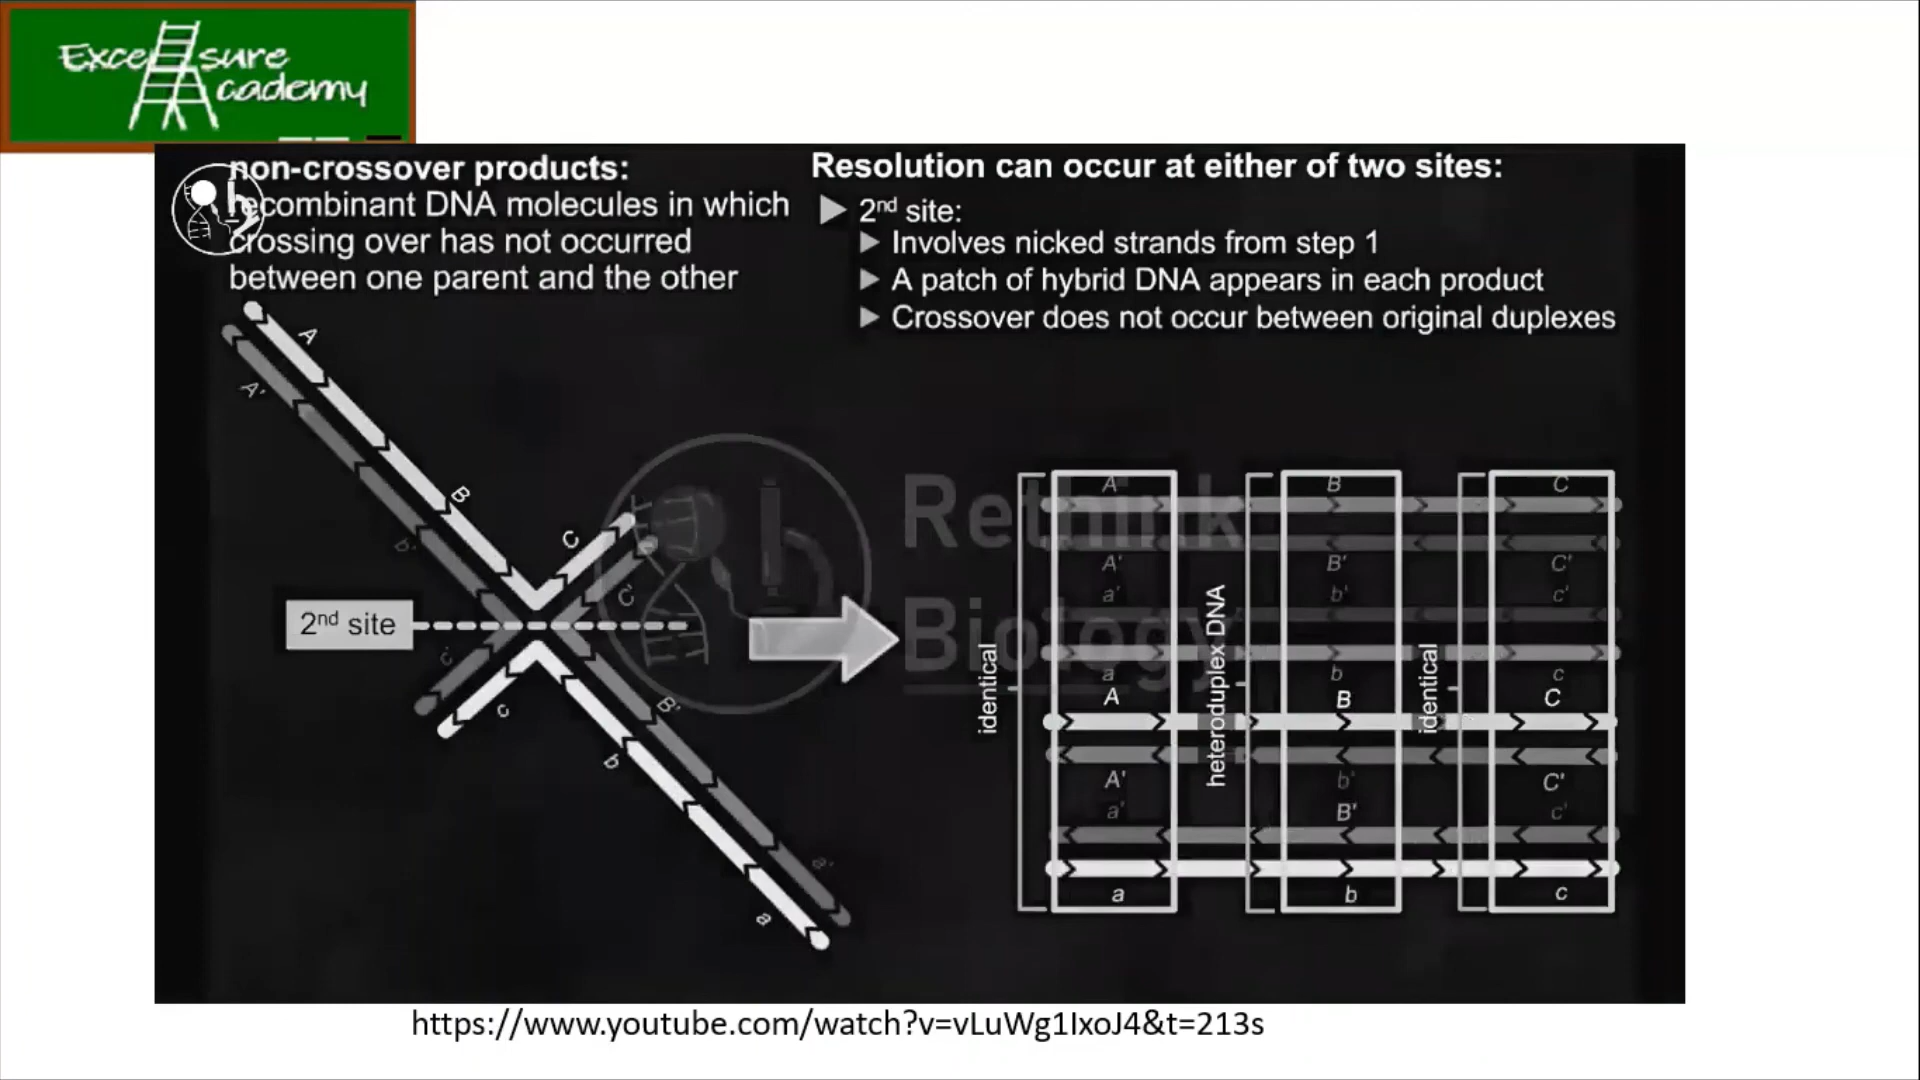 Excel sure
Academy
non-crossover products:
recombinant DNA molecules in which
crossing over has not occurred
between one parent and the other
Resolution can occur at either of two sites:
2nd site:
Involves nicked strands from step 1
A patch of hybrid DNA appears in each product
Crossover does not occur between original duplexes
A
A'
B
b'
C
C'
2nd site
c'
c
B'
b
a'
a
Rethink
Biology
identical
heteroduplex DNA
identical
A B C
A' B' C'
a' b' c'
a b c
A B C
A' b' C'
a' B' c'
a b c
https://www.youtube.com/watch?v=vLuWg1IxoJ4&t=213s